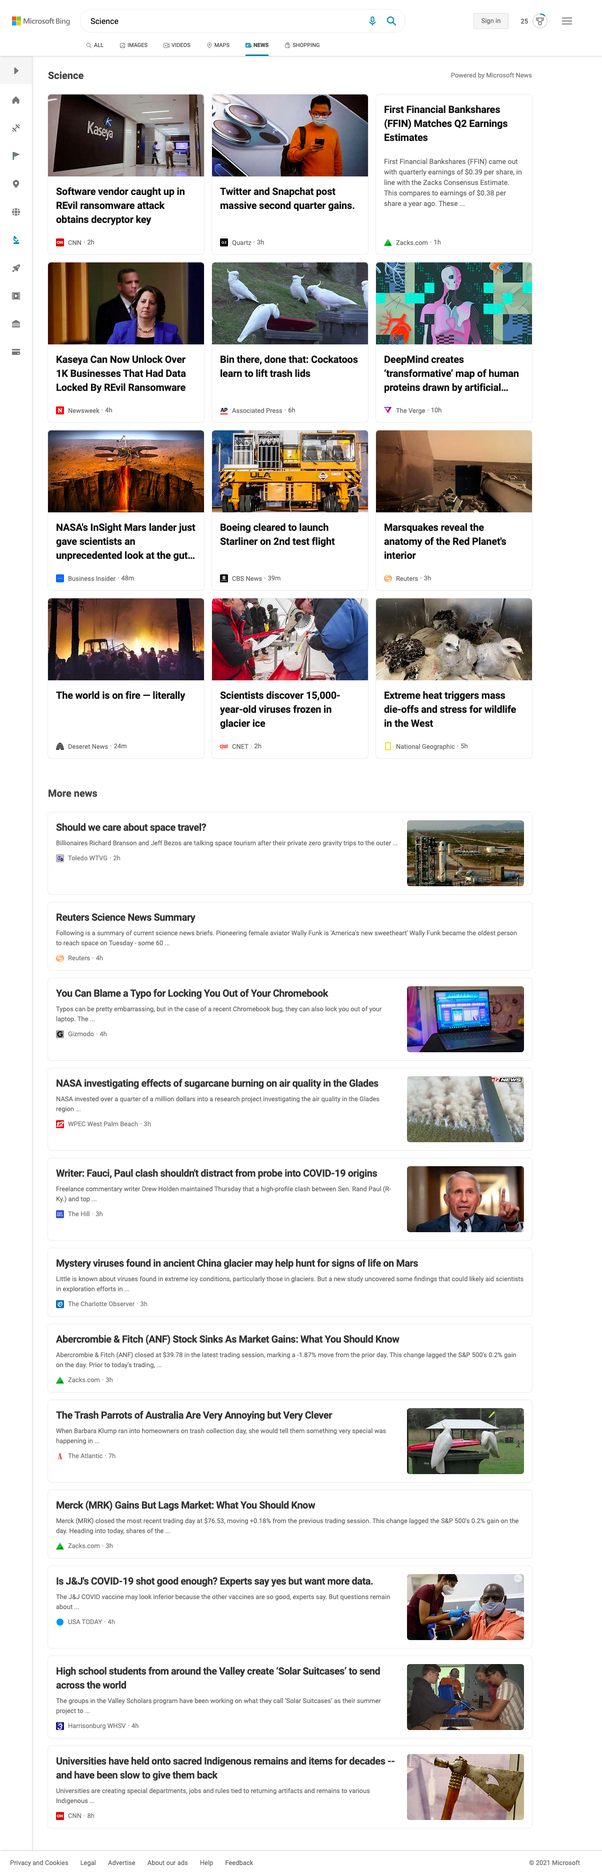 Microsoft Bing
Science
Sign in
25
ALL
IMAGES
VIDEOS
MAPS
NEWS
SHOPPING
Science
Powered by Microsoft News
Kaseya
Software vendor caught up in
REvil ransomware attack
obtains decryptor key
CNN · 2h
Twitter and Snapchat post
massive second quarter gains.
Quartz · 3h
First Financial Bankshares
(FFIN) Matches Q2 Earnings
Estimates
First Financial Bankshares (FFIN) came out
with quarterly earnings of $0.39 per share, in
line with the Zacks Consensus Estimate.
This compares to earnings of $0.38 per
share a year ago. These ...
Zacks.com · 1h
Kaseya Can Now Unlock Over
1K Businesses That Had Data
Locked By REvil Ransomware
Newsweek · 4h
Bin there, done that: Cockatoos
learn to lift trash lids
AP
Associated Press · 6h
DeepMind creates
‘transformative’ map of human
proteins drawn by artificial...
The Verge · 10h
NASA's InSight Mars lander just
gave scientists an
unprecedented look at the gut...
Business Insider · 48m
ULA
Boeing cleared to launch
Starliner on 2nd test flight
CBS News · 39m
Marsquakes reveal the
anatomy of the Red Planet's
interior
Reuters · 3h
The world is on fire — literally
Deseret News · 24m
Scientists discover 15,000-
year-old viruses frozen in
glacier ice
CNET · 2h
Extreme heat triggers mass
die-offs and stress for wildlife
in the West
National Geographic · 5h
More news
Should we care about space travel?
Billionaires Richard Branson and Jeff Bezos are talking space tourism after their private zero gravity trips to the outer ...
Toledo WTVG · 2h
Reuters Science News Summary
Following is a summary of current science news briefs. Pioneering female aviator Wally Funk is 'America's new sweetheart' Wally Funk became the oldest person
to reach space on Tuesday - some 60 ...
Reuters · 4h
You Can Blame a Typo for Locking You Out of Your Chromebook
Typos can be pretty embarrassing, but in the case of a recent Chromebook bug, they can also lock you out of your
laptop. The ...
G
Gizmodo · 4h
NASA investigating effects of sugarcane burning on air quality in the Glades
NASA invested over a quarter of a million dollars into a research project investigating the air quality in the Glades
region ...
WPEC West Palm Beach · 3h
12 NEWS
Writer: Fauci, Paul clash shouldn't distract from probe into COVID-19 origins
Freelance commentary writer Drew Holden maintained Thursday that a high-profile clash between Sen. Rand Paul (R-
Ky.) and top ...
The Hill · 3h
Mystery viruses found in ancient China glacier may help hunt for signs of life on Mars
Little is known about viruses found in extreme icy conditions, particularly those in glaciers. But a new study uncovered some findings that could likely aid scientists
in exploration efforts in ...
The Charlotte Observer · 3h
Abercrombie & Fitch (ANF) Stock Sinks As Market Gains: What You Should Know
Abercrombie & Fitch (ANF) closed at $39.78 in the latest trading session, marking a -1.87% move from the prior day. This change lagged the S&P 500's 0.2% gain
on the day. Prior to today's trading, ...
Zacks.com · 3h
The Trash Parrots of Australia Are Very Annoying but Very Clever
When Barbara Klump ran into homeowners on trash collection day, she would tell them something very special was
happening in ...
The Atlantic · 7h
Merck (MRK) Gains But Lags Market: What You Should Know
Merck (MRK) closed the most recent trading day at $76.53, moving +0.18% from the previous trading session. This change lagged the S&P 500's 0.2% gain on the
day. Heading into today, shares of the ...
Zacks.com · 3h
Is J&J's COVID-19 shot good enough? Experts say yes but want more data.
The J&J COVID vaccine may look inferior because the other vaccines are so good, experts say. But questions remain
about ...
USA TODAY · 4h
High school students from around the Valley create 'Solar Suitcases' to send
across the world
The groups in the Valley Scholars program have been working on what they call 'Solar Suitcases' as their summer
project to ...
3
Harrisonburg WHSV · 4h
Universities have held onto sacred Indigenous remains and items for decades --
and have been slow to give them back
Universities are creating special departments, jobs and rules tied to returning artifacts and remains to various
Indigenous ...
CNN · 8h
Privacy and Cookies
Legal
Advertise
About our ads
Help
Feedback
© 2021 Microsoft